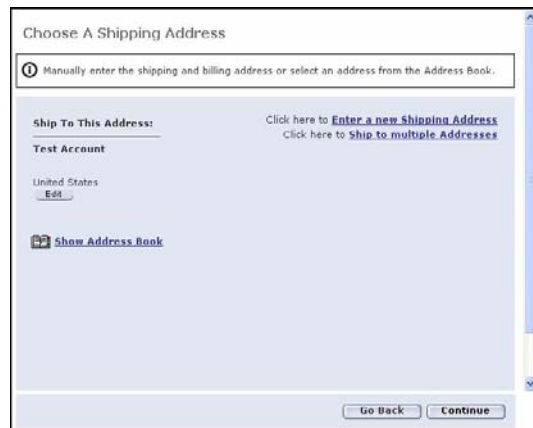 Choose A Shipping Address
Manually enter the shipping and billing address or select an address from the Address Book.
Ship To This Address:
Click here to Enter a new Shipping Address
Click here to Ship to multiple Addresses
Test Account
United States
Edit
Show Address Book
Go Back
Continue